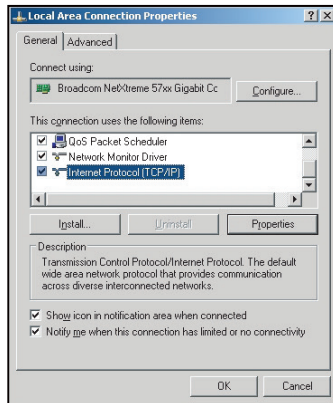 Local Area Connection Properties
General Advanced
Connect using:
Broadcom NetXtreme 57xx Gigabit Cc
Configure...
This connection uses the following items:
QoS Packet Scheduler
Network Monitor Driver
Internet Protocol (TCP/IP)
Install... Uninstall Properties
Description
Transmission Control Protocol/Internet Protocol. The default
wide area network protocol that provides communication
across diverse interconnected networks.
Show icon in notification area when connected
Notify me when this connection has limited or no connectivity
OK Cancel